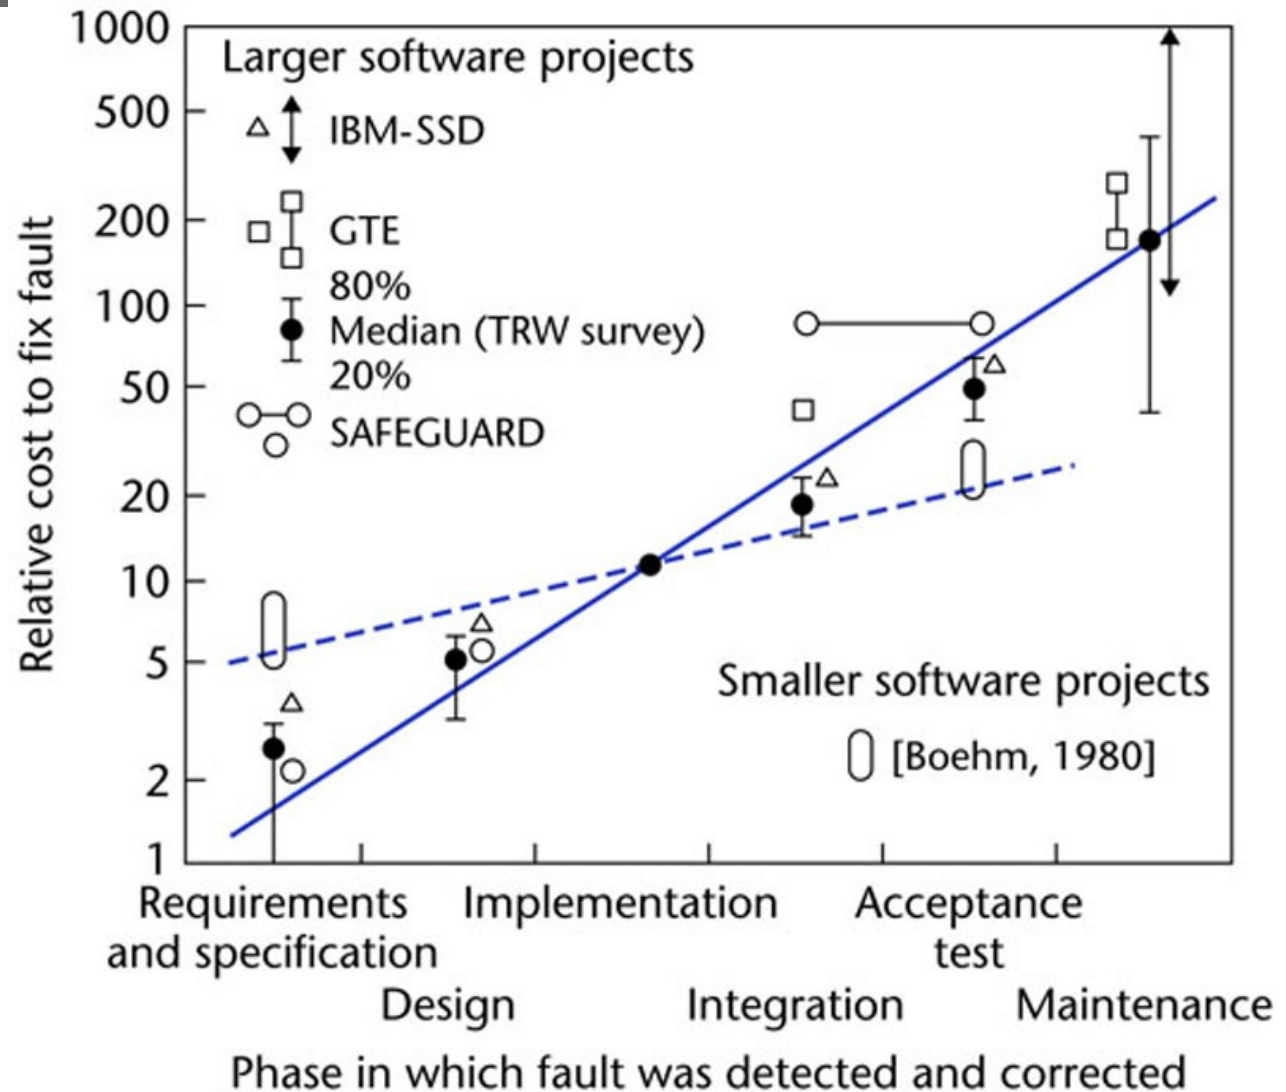 Relative cost to fix fault
1000
500
200
100
50
20
10
5
2
1
Larger software projects
IBM-SSD
GTE
80%
Median (TRW survey)
20%
SAFEGUARD
Smaller software projects
[Boehm, 1980]
Requirements
and specification
Design
Implementation
Integration
Acceptance
test
Maintenance
Phase in which fault was detected and corrected